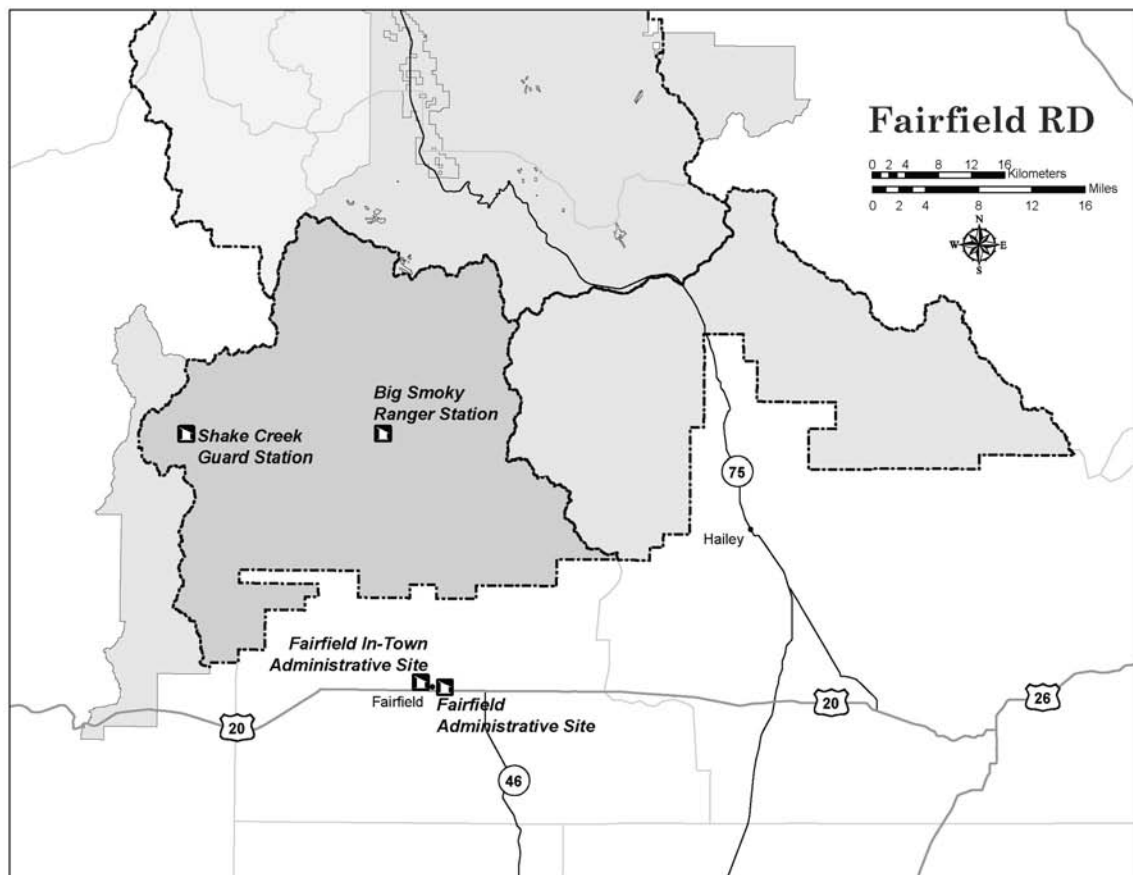 Fairfield RD
0 2 4 8 12 16
Kilometers
Miles
0 2 4 8 12 16
N
W E
S
Big Smoky
Ranger Station
Shake Creek
Guard Station
75
Hailey
Fairfield In-Town
Administrative Site
Fairfield
Fairfield
Administrative Site
20
20
26
46